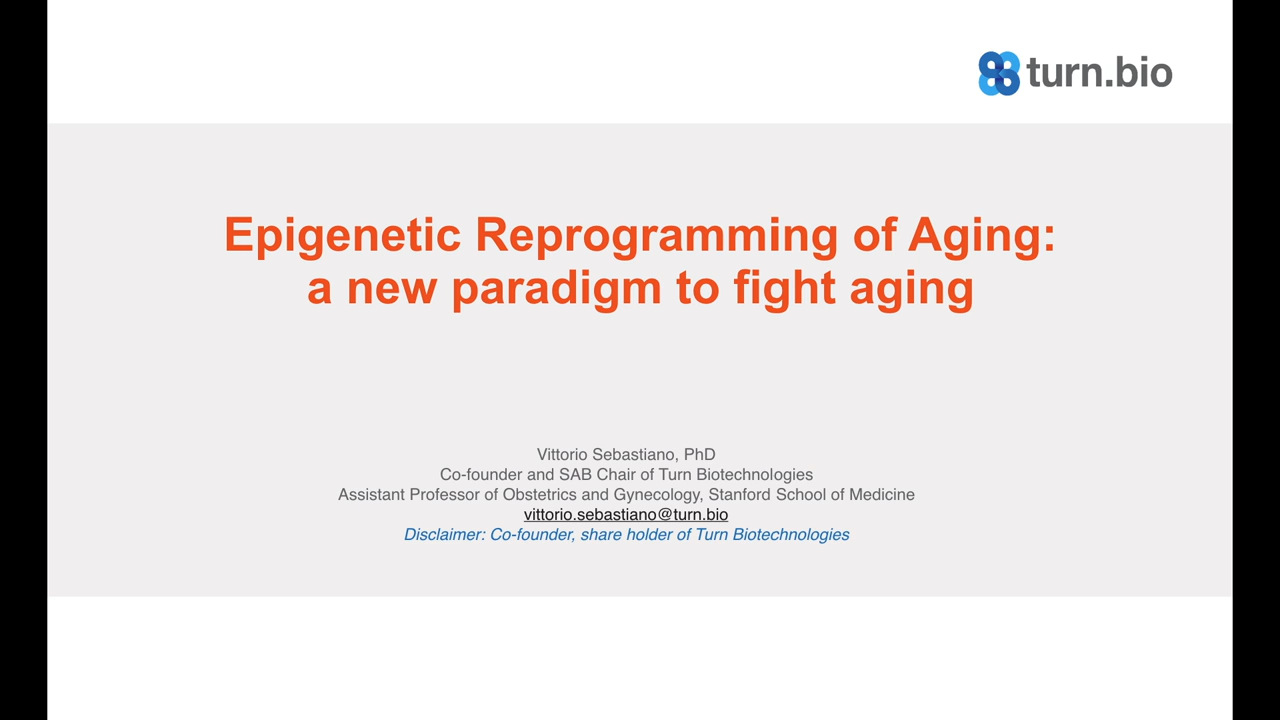 turn.bio
Epigenetic Reprogramming of Aging:
a new paradigm to fight aging
Vittorio Sebastiano, PhD
Co-founder and SAB Chair of Turn Biotechnologies
Assistant Professor of Obstetrics and Gynecology, Stanford School of Medicine
vittorio.sebastiano@turn.bio
Disclaimer: Co-founder, share holder of Turn Biotechnologies